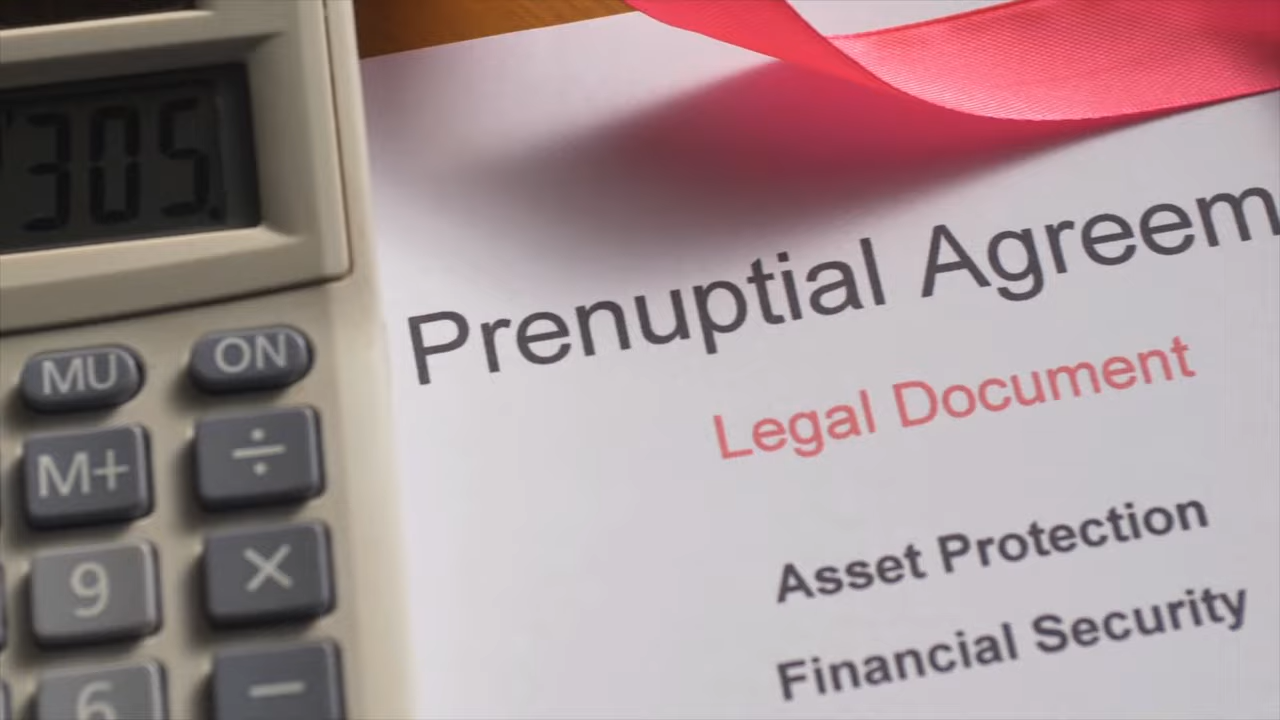 305.
MU ON
M+ ÷
9 ×
6 −
Prenuptial Agreem
Legal Document
Asset Protection
Financial Security